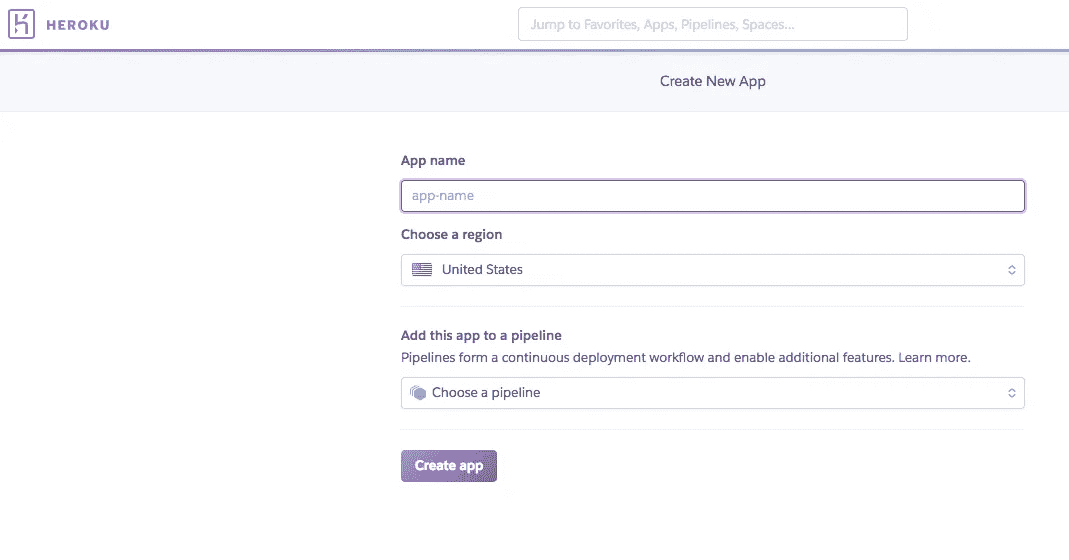 HEROKU
Jump to Favorites, Apps, Pipelines, Spaces...
Create New App
App name
app-name
Choose a region
United States
Add this app to a pipeline
Pipelines form a continuous deployment workflow and enable additional features. Learn more.
Choose a pipeline
Create app